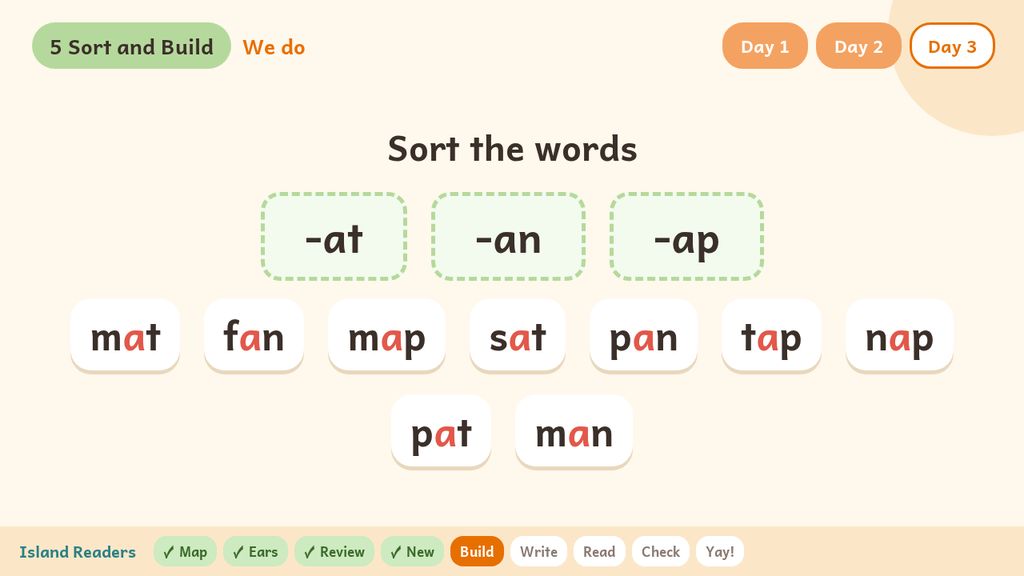 5 Sort and Build We do Day 1 Day 2 Day 3
Sort the words
-at -an -ap
mat fan map sat pan tap nap
pat man
Island Readers ✓ Map ✓ Ears ✓ Review ✓ New Build Write Read Check Yay!